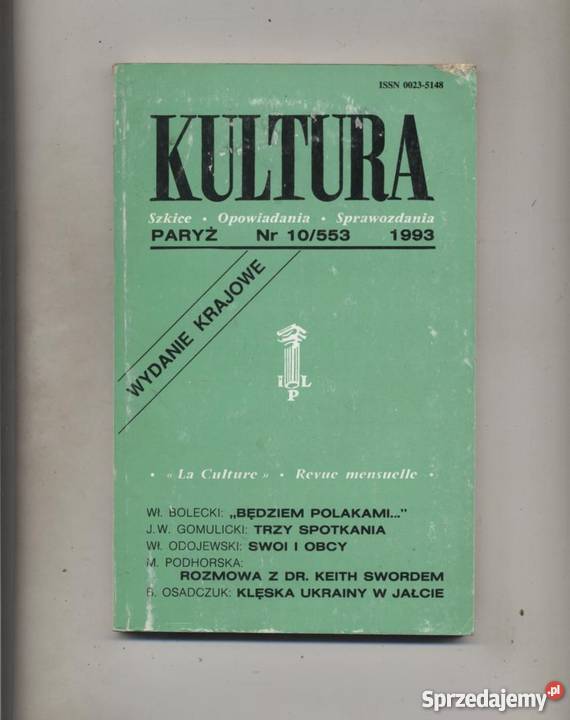 ISSN 0023-5148
KULTURA
Szkice • Opowiadania • Sprawozdania
PARYŻ Nr 10/553 1993
WYDANIE KRAJOWE
I L
P
• « La Culture » • Revue mensuelle •
WŁ. BOLECKI: „BĘDZIEM POLAKAMI..."
J.W. GOMULICKI: TRZY SPOTKANIA
WŁ. ODOJEWSKI: SWOI I OBCY
M. PODHORSKA:
ROZMOWA Z DR. KEITH SWORDEM
B. OSADCZUK: KLĘSKA UKRAINY W JAŁCIE
Sprzedajemy.pl